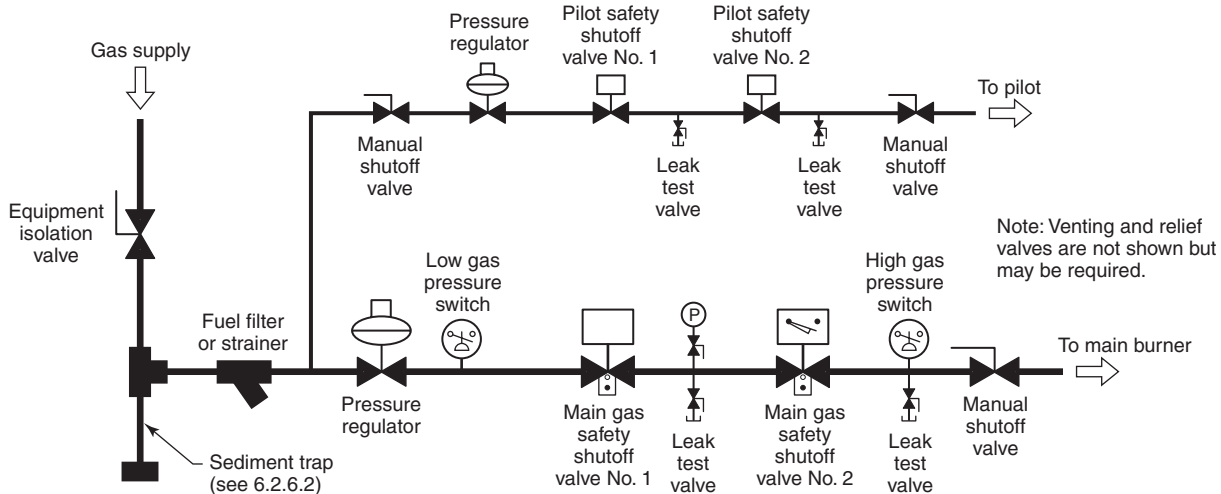 Gas supply
Pressure
regulator
Pilot safety
shutoff
valve No. 1
Pilot safety
shutoff
valve No. 2
To pilot
Manual
shutoff
valve
Leak
test
valve
Leak
test
valve
Manual
shutoff
valve
Equipment
isolation
valve
Note: Venting and relief
valves are not shown but
may be required.
Fuel filter
or strainer
Low gas
pressure
switch
P
High gas
pressure
switch
To main burner
Pressure
regulator
Main gas
safety
shutoff
valve No. 1
Leak
test
valve
Main gas
safety
shutoff
valve No. 2
Leak
test
valve
Manual
shutoff
valve
Sediment trap
(see 6.2.6.2)